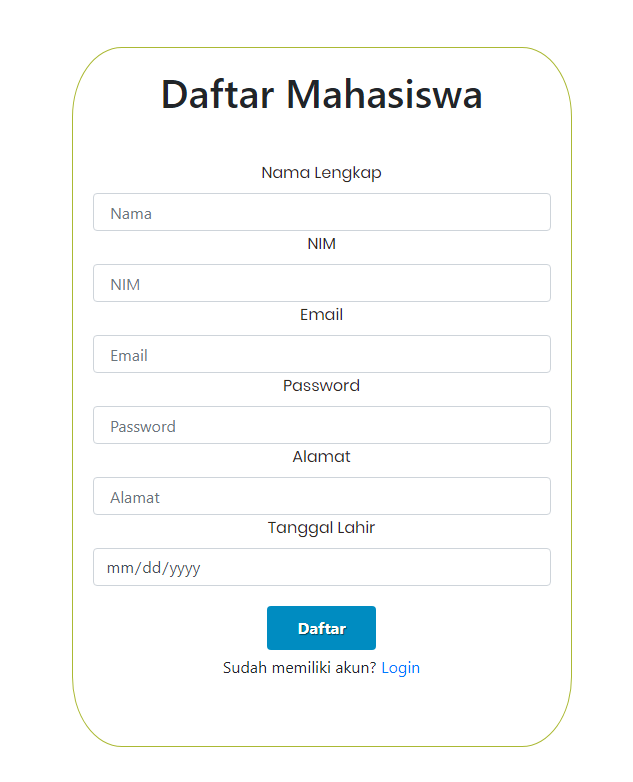 Daftar Mahasiswa
Nama Lengkap
Nama
NIM
NIM
Email
Email
Password
Password
Alamat
Alamat
Tanggal Lahir
mm/dd/yyyy
Daftar
Sudah memiliki akun? Login